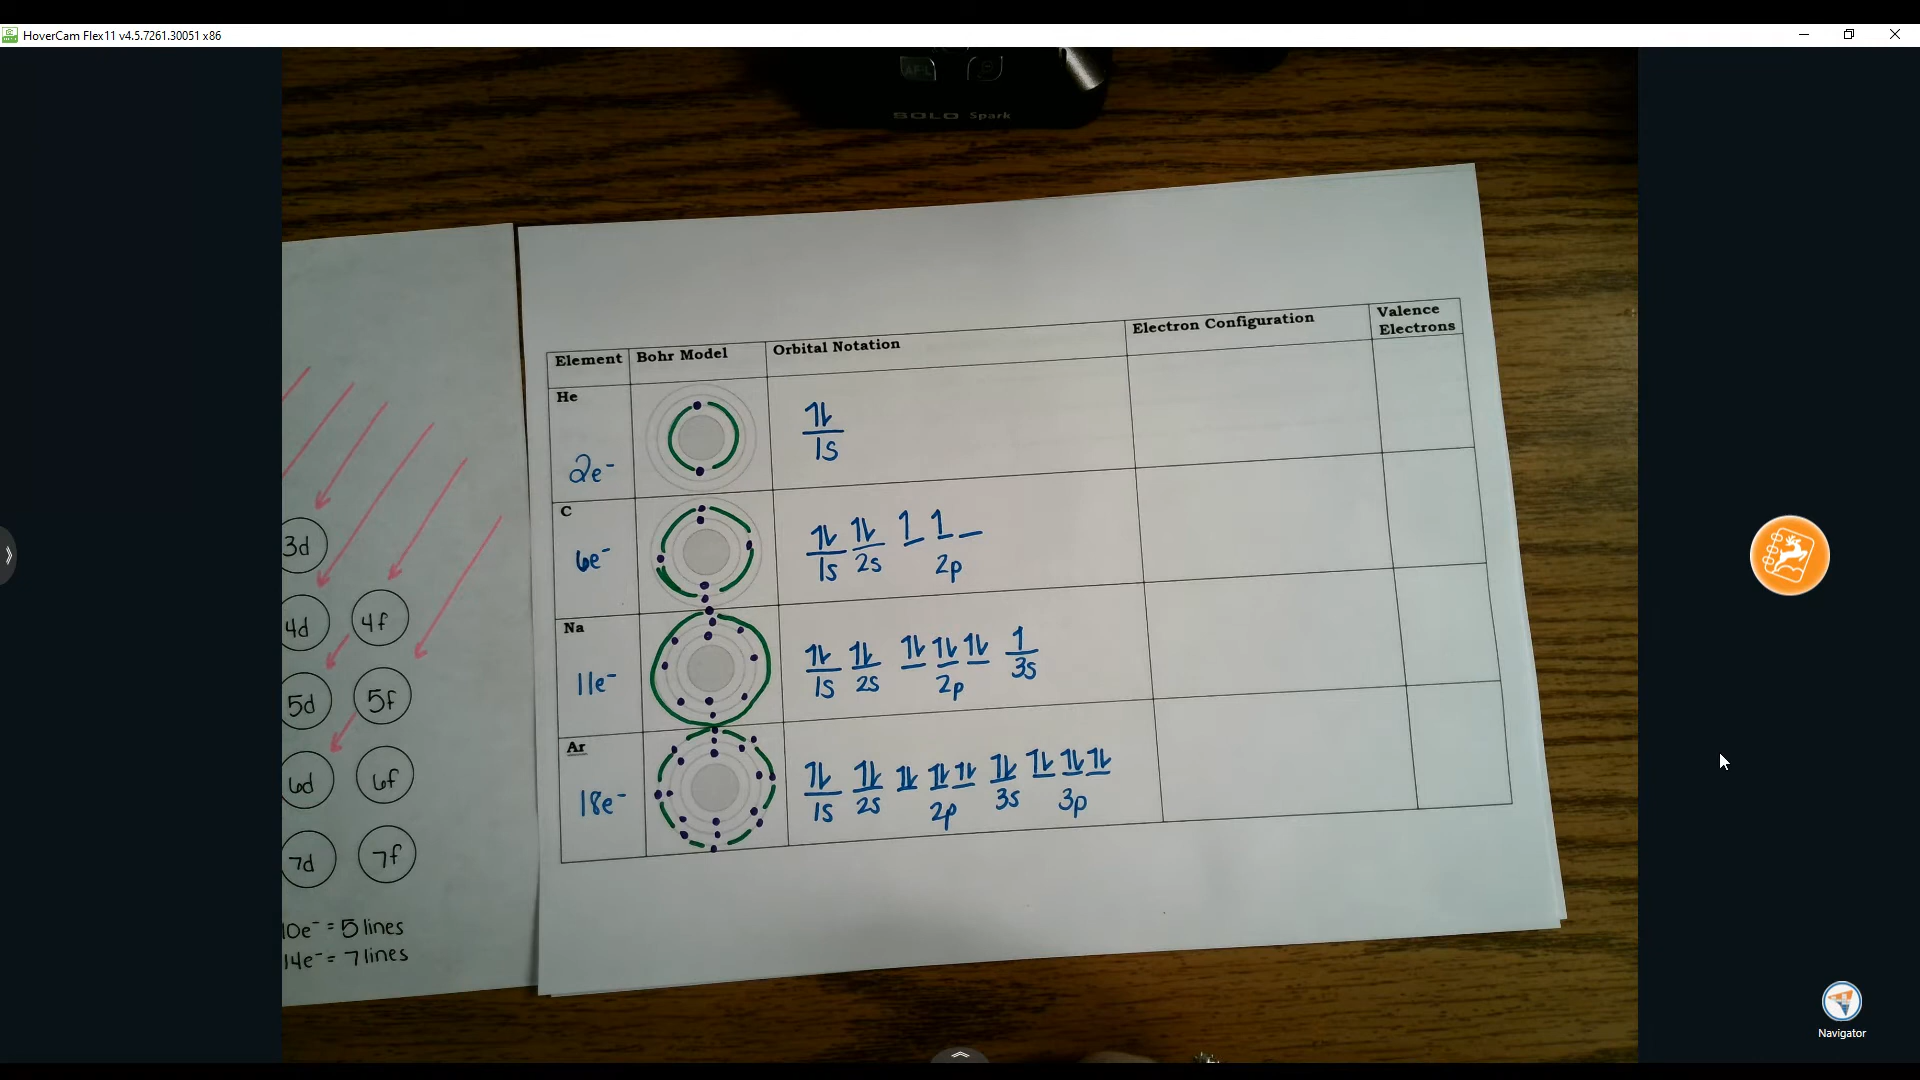 HoverCam Flex11 v4.5.7261.30051 x86
SOLO Spark
3d
4d 4f
5d 5f
6d 6f
7d 7f
10e⁻ = 5 lines
14e⁻ = 7 lines
Element Bohr Model Orbital Notation Electron Configuration Valence Electrons
He
2e⁻
1↿⇂
1s
C
6e⁻
1s 2s 2p
Na
11e⁻
1s 2s 2p 3s
Ar
18e⁻
1s 2s 2p 3s 3p
Navigator